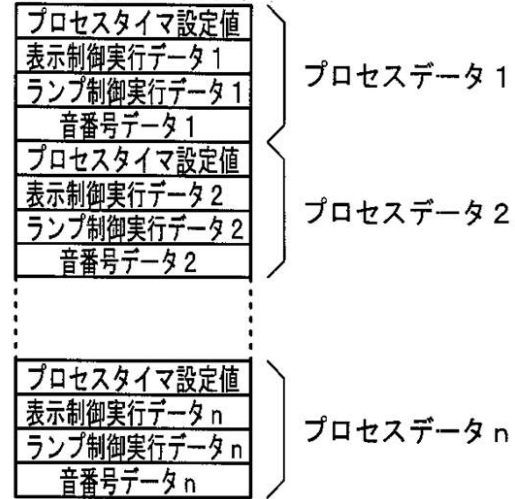 プロセスタイマ設定値
表示制御実行データ1
ランプ制御実行データ1
音番号データ1
プロセスデータ1
プロセスタイマ設定値
表示制御実行データ2
ランプ制御実行データ2
音番号データ2
プロセスデータ2
プロセスタイマ設定値
表示制御実行データn
ランプ制御実行データn
音番号データn
プロセスデータn